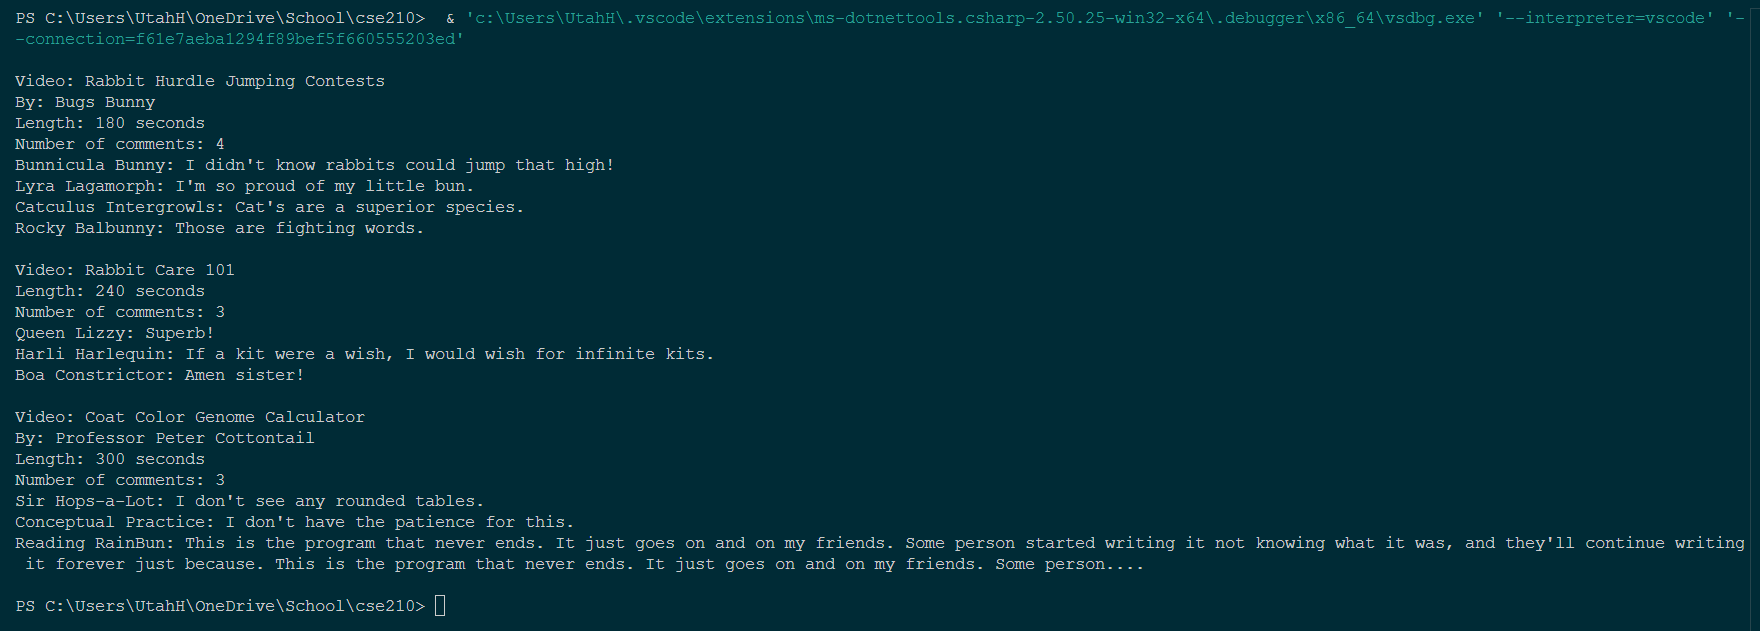 PS C:\Users\UtahH\OneDrive\School\cse210>  & 'c:\Users\UtahH\.vscode\extensions\ms-dotnettools.csharp-2.50.25-win32-x64\.debugger\x86_64\vsdbg.exe' '--interpreter=vscode' '-
-connection=f61e7aeba1294f89bef5f660555203ed'
Video: Rabbit Hurdle Jumping Contests
By: Bugs Bunny
Length: 180 seconds
Number of comments: 4
Bunnicula Bunny: I didn't know rabbits could jump that high!
Lyra Lagamorph: I'm so proud of my little bun.
Catculus Intergrowls: Cat's are a superior species.
Rocky Balbunny: Those are fighting words.
Video: Rabbit Care 101
Length: 240 seconds
Number of comments: 3
Queen Lizzy: Superb!
Harli Harlequin: If a kit were a wish, I would wish for infinite kits.
Boa Constrictor: Amen sister!
Video: Coat Color Genome Calculator
By: Professor Peter Cottontail
Length: 300 seconds
Number of comments: 3
Sir Hops-a-Lot: I don't see any rounded tables.
Conceptual Practice: I don't have the patience for this.
Reading RainBun: This is the program that never ends. It just goes on and on my friends. Some person started writing it not knowing what it was, and they'll continue writing
it forever just because. This is the program that never ends. It just goes on and on my friends. Some person....
PS C:\Users\UtahH\OneDrive\School\cse210>